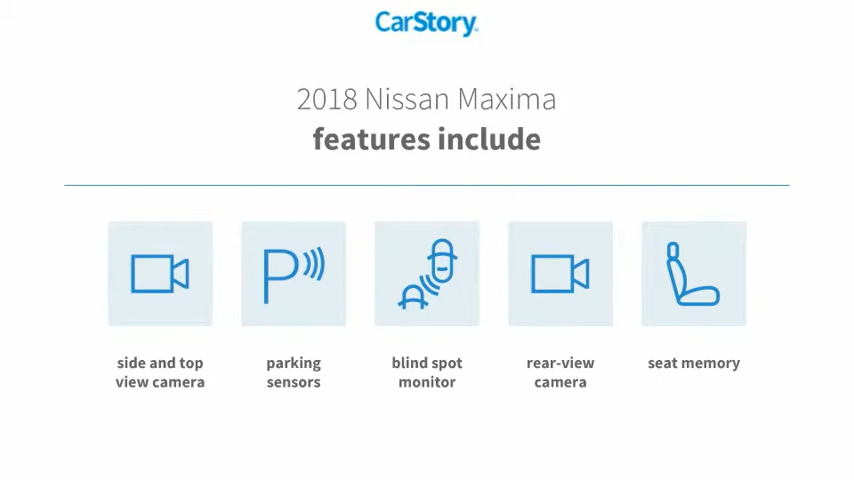 CarStory
2018 Nissan Maxima
features include
side and top
view camera
parking
sensors
blind spot
monitor
rear-view
camera
seat memory